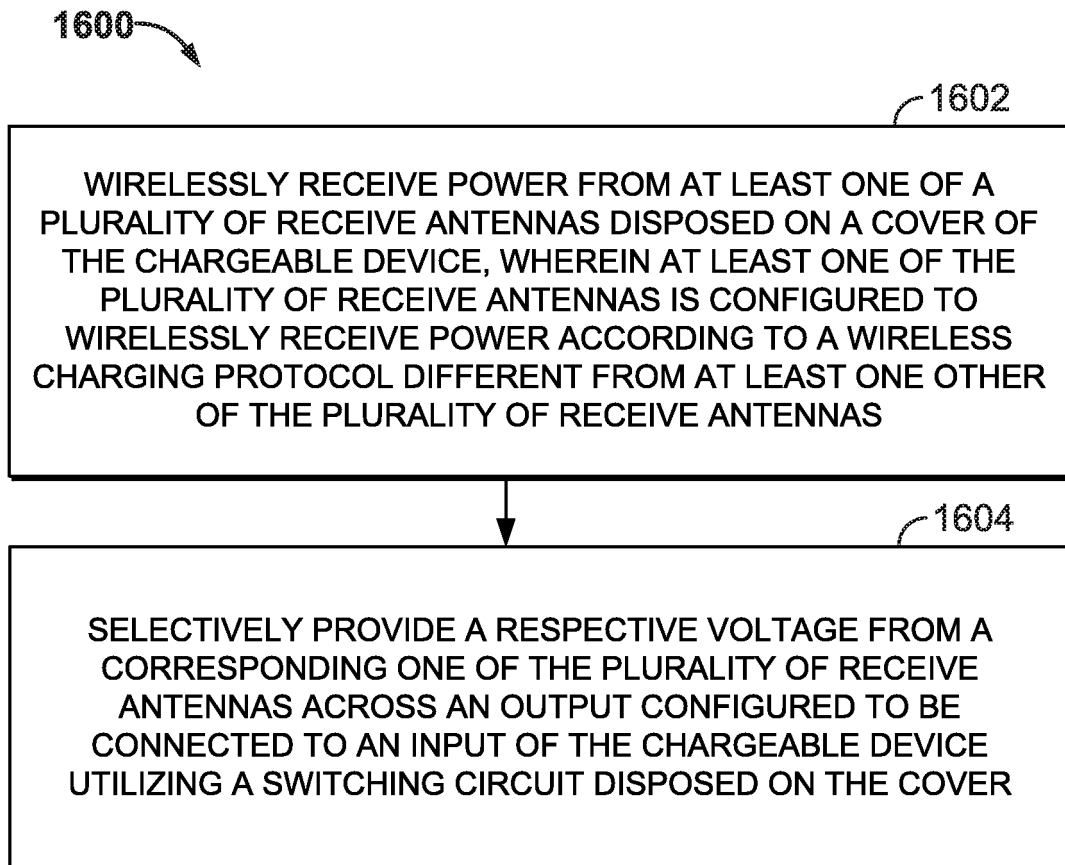 1600
1602
WIRELESSLY RECEIVE POWER FROM AT LEAST ONE OF A
PLURALITY OF RECEIVE ANTENNAS DISPOSED ON A COVER OF
THE CHARGEABLE DEVICE, WHEREIN AT LEAST ONE OF THE
PLURALITY OF RECEIVE ANTENNAS IS CONFIGURED TO
WIRELESSLY RECEIVE POWER ACCORDING TO A WIRELESS
CHARGING PROTOCOL DIFFERENT FROM AT LEAST ONE OTHER
OF THE PLURALITY OF RECEIVE ANTENNAS
1604
SELECTIVELY PROVIDE A RESPECTIVE VOLTAGE FROM A
CORRESPONDING ONE OF THE PLURALITY OF RECEIVE
ANTENNAS ACROSS AN OUTPUT CONFIGURED TO BE
CONNECTED TO AN INPUT OF THE CHARGEABLE DEVICE
UTILIZING A SWITCHING CIRCUIT DISPOSED ON THE COVER